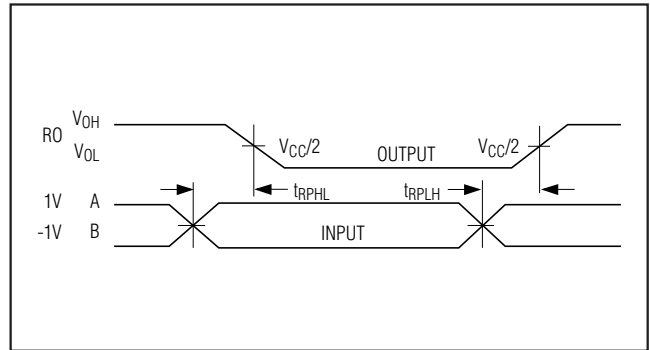 RO
VOH
VOL
VCC/2
OUTPUT
VCC/2
tRPHL
tRPLH
1V A
-1V B
INPUT